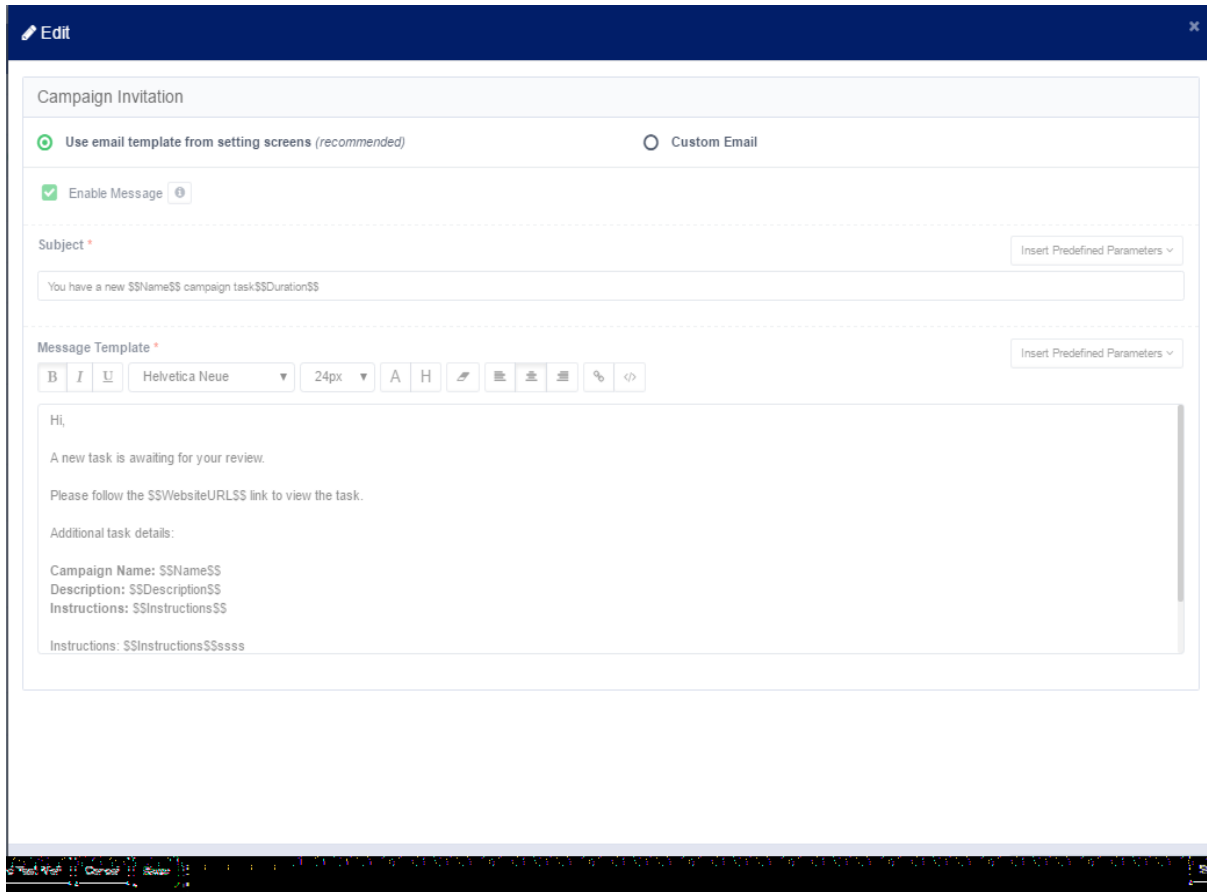 Edit
×
Campaign Invitation
Use email template from setting screens (recommended)
Custom Email
Enable Message
Subject *
Insert Predefined Parameters
You have a new $$Name$$ campaign task$$Duration$$
Message Template *
Insert Predefined Parameters
B I U Helvetica Neue 24px A H </>
Hi,
A new task is awaiting for your review.
Please follow the $$WebsiteURL$$ link to view the task.
Additional task details:
Campaign Name: $$Name$$
Description: $$Description$$
Instructions: $$Instructions$$
Instructions: $$Instructions$$ssss